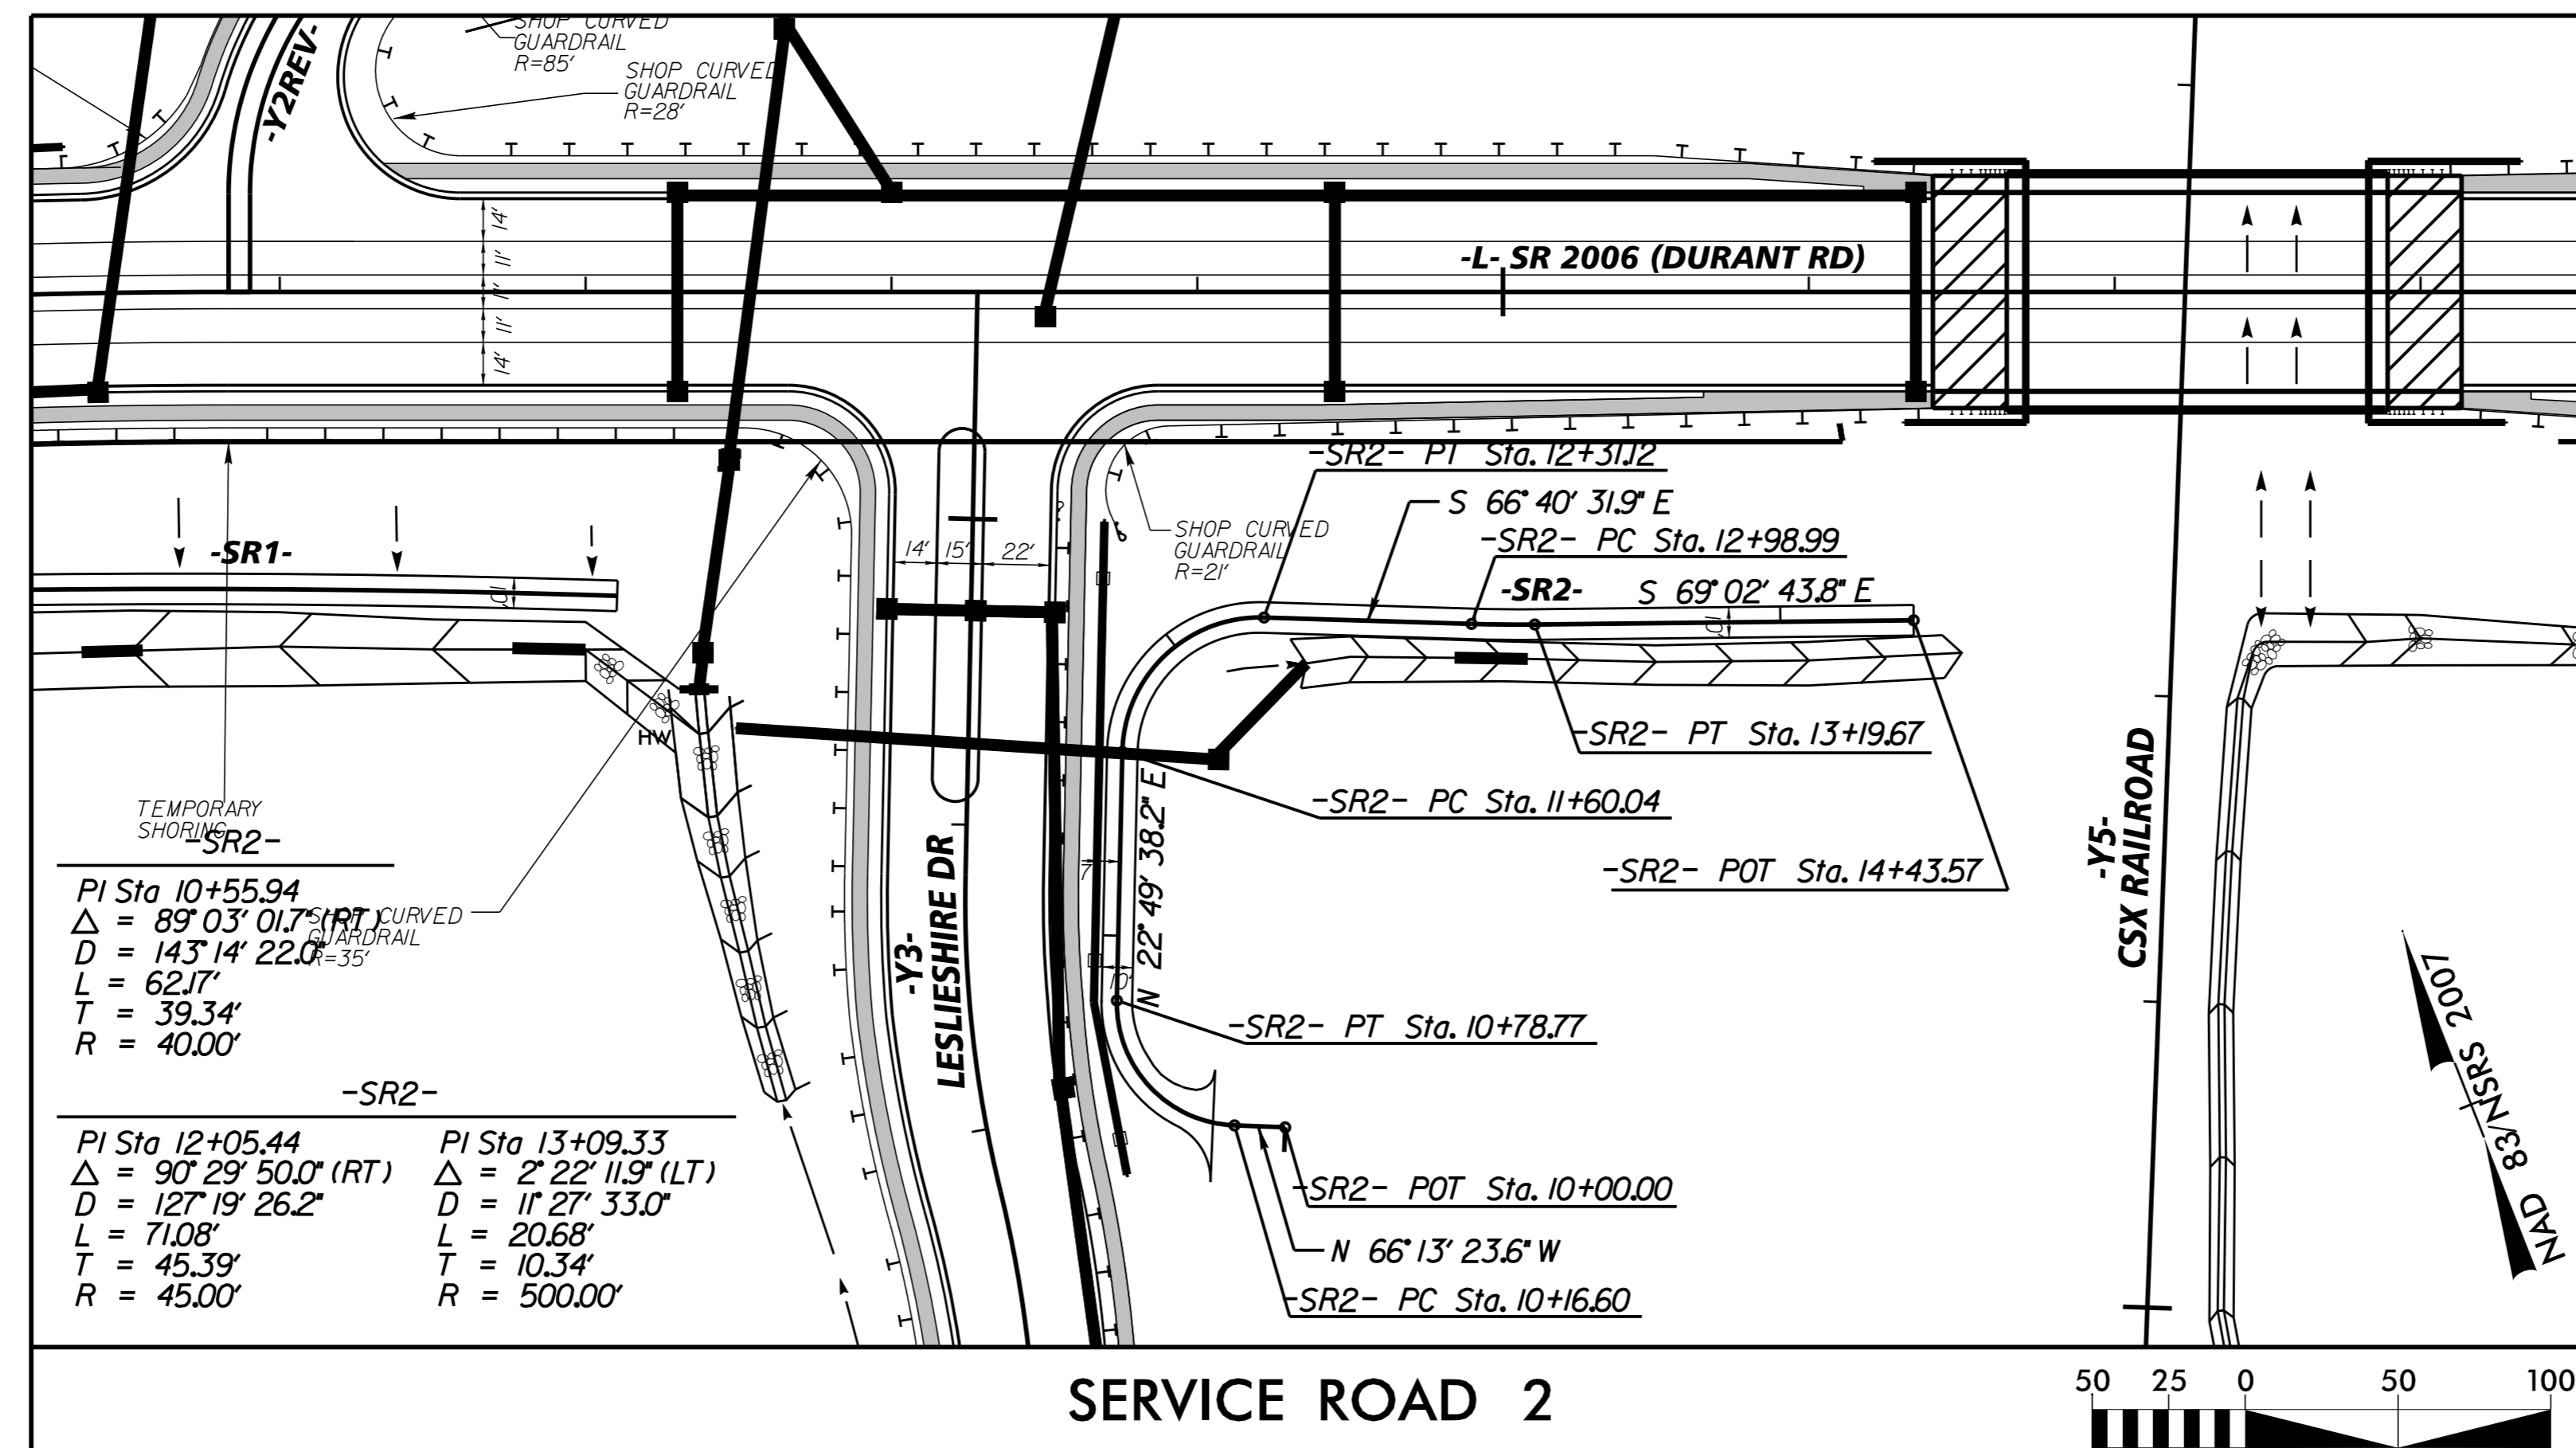 SHOP CURVED
GUARDRAIL
R=85'
SHOP CURVED
GUARDRAIL
R=28'
-Y2REV-
14'
11'
11'
11'
14'
-L- SR 2006 (DURANT RD)
-SR2- PT Sta. 12+31.12
S 66° 40' 31.9" E
-SR2- PC Sta. 12+98.99
-SR2- S 69° 02' 43.8" E
SHOP CURVED
GUARDRAIL
R=21'
14' 15' 22'
-SR1-
10'
10'
HW
-SR2- PT Sta. 13+19.67
-SR2- PC Sta. 11+60.04
-SR2- POT Sta. 14+43.57
TEMPORARY
SHORING
7'
10'
N 22° 49' 38.2" E
-Y3-
LESLIESHIRE DR
-Y5-
CSX RAILROAD
SHOP CURVED
GUARDRAIL
R=35'
-SR2-
PI Sta 10+55.94
△ = 89° 03' 01.7" (RT)
D = 143° 14' 22.0"
L = 62.17'
T = 39.34'
R = 40.00'
-SR2- PT Sta. 10+78.77
-SR2-
PI Sta 12+05.44
△ = 90° 29' 50.0" (RT)
D = 127° 19' 26.2"
L = 71.08'
T = 45.39'
R = 45.00'
PI Sta 13+09.33
△ = 2° 22' 11.9" (LT)
D = 11° 27' 33.0"
L = 20.68'
T = 10.34'
R = 500.00'
-SR2- POT Sta. 10+00.00
N 66° 13' 23.6" W
-SR2- PC Sta. 10+16.60
NAD 83/NSRS 2007
SERVICE ROAD 2
50 25 0 50 100